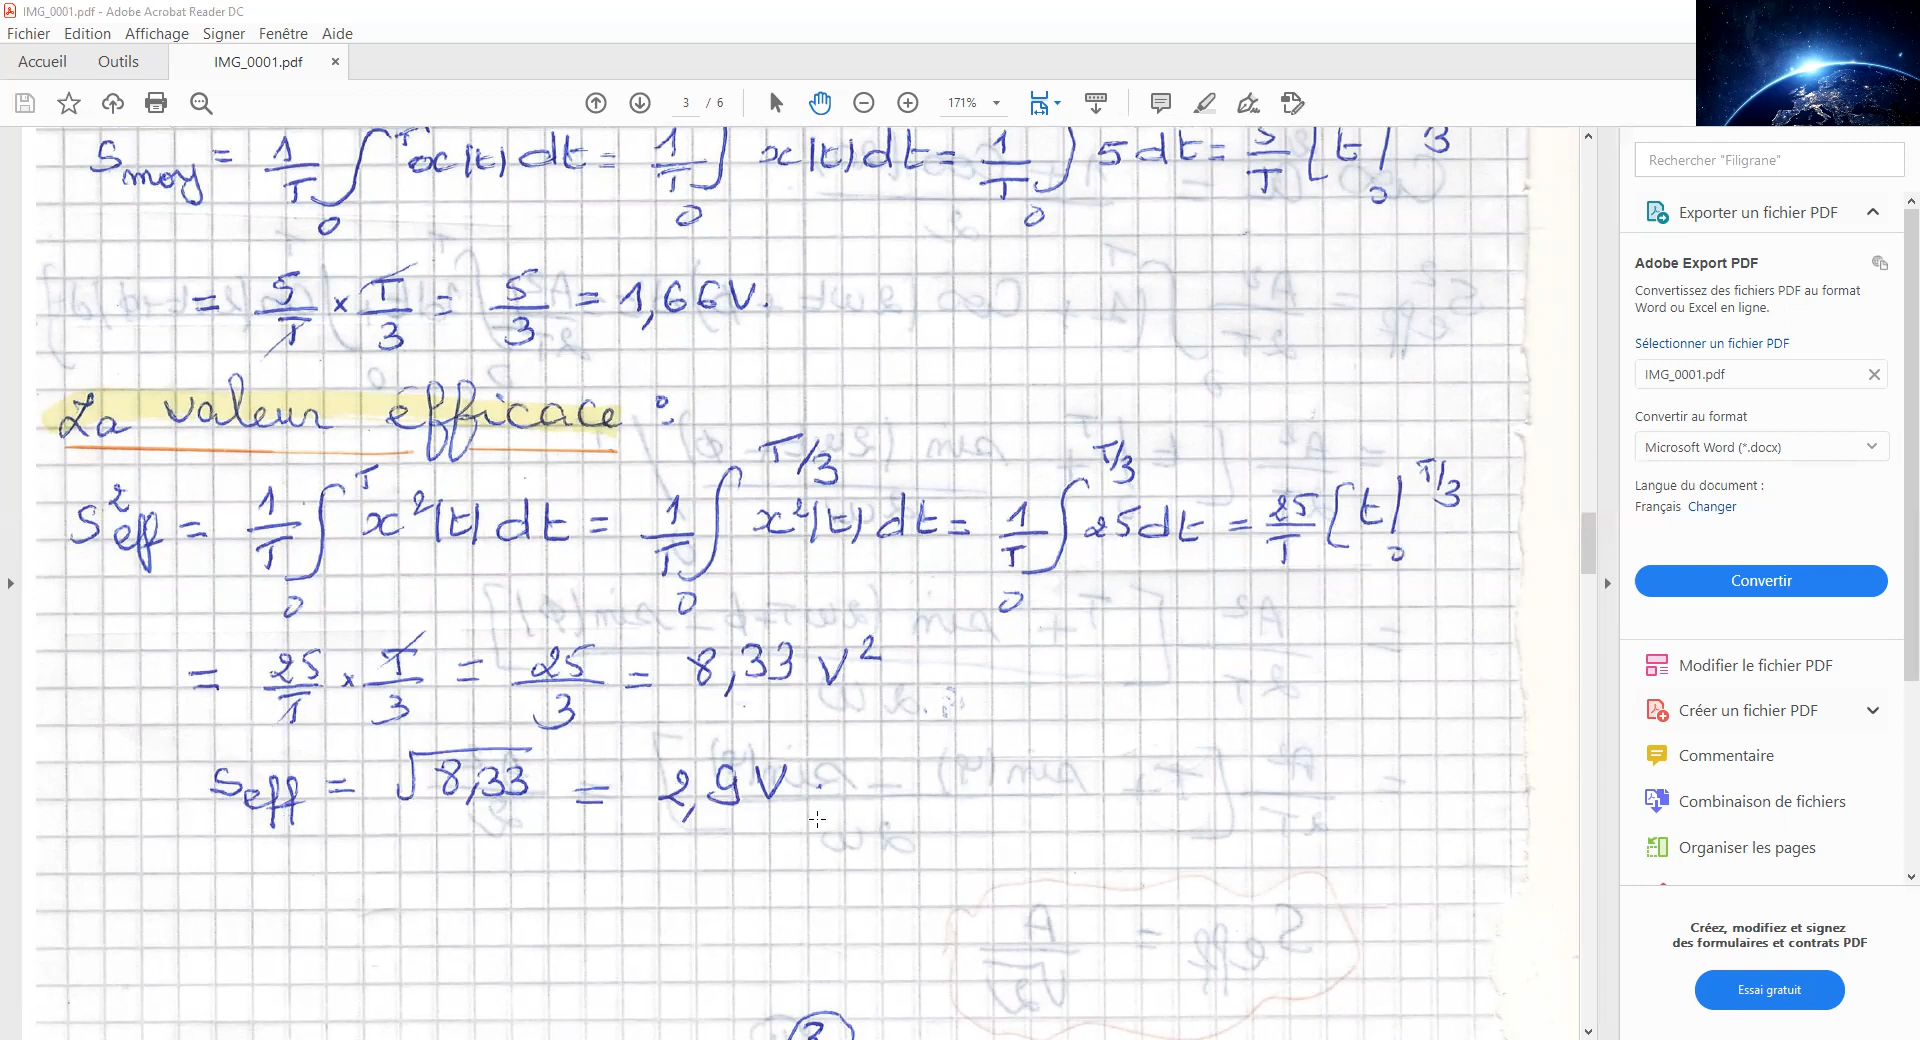 IMG_0001.pdf - Adobe Acrobat Reader DC
Fichier Edition Affichage Signer Fenêtre Aide
Accueil Outils IMG_0001.pdf ×
3 / 6 171%
S_moy = 1/T ∫₀^T x(t) dt = 1/T ∫₀ x(t) dt = 1/T ∫₀ 5 dt = 5/T [t]₀ 3
= 5/T × T/3 = 5/3 = 1,66 V.
La valeur éfficace :
S²_eff = 1/T ∫₀^T x²(t) dt = 1/T ∫₀^T/3 x²(t) dt = 1/T ∫₀^T/3 25 dt = 25/T [t]₀^T/3
= 25/T × T/3 = 25/3 = 8,33 V²
S_eff = √8,33 = 2,9 V.
Rechercher "Filigrane"
Exporter un fichier PDF
Adobe Export PDF
Convertissez des fichiers PDF au format
Word ou Excel en ligne.
Sélectionner un fichier PDF
IMG_0001.pdf
Convertir au format
Microsoft Word (*.docx)
Langue du document :
Français Changer
Convertir
Modifier le fichier PDF
Créer un fichier PDF
Commentaire
Combinaison de fichiers
Organiser les pages
Créez, modifiez et signez
des formulaires et contrats PDF
Essai gratuit